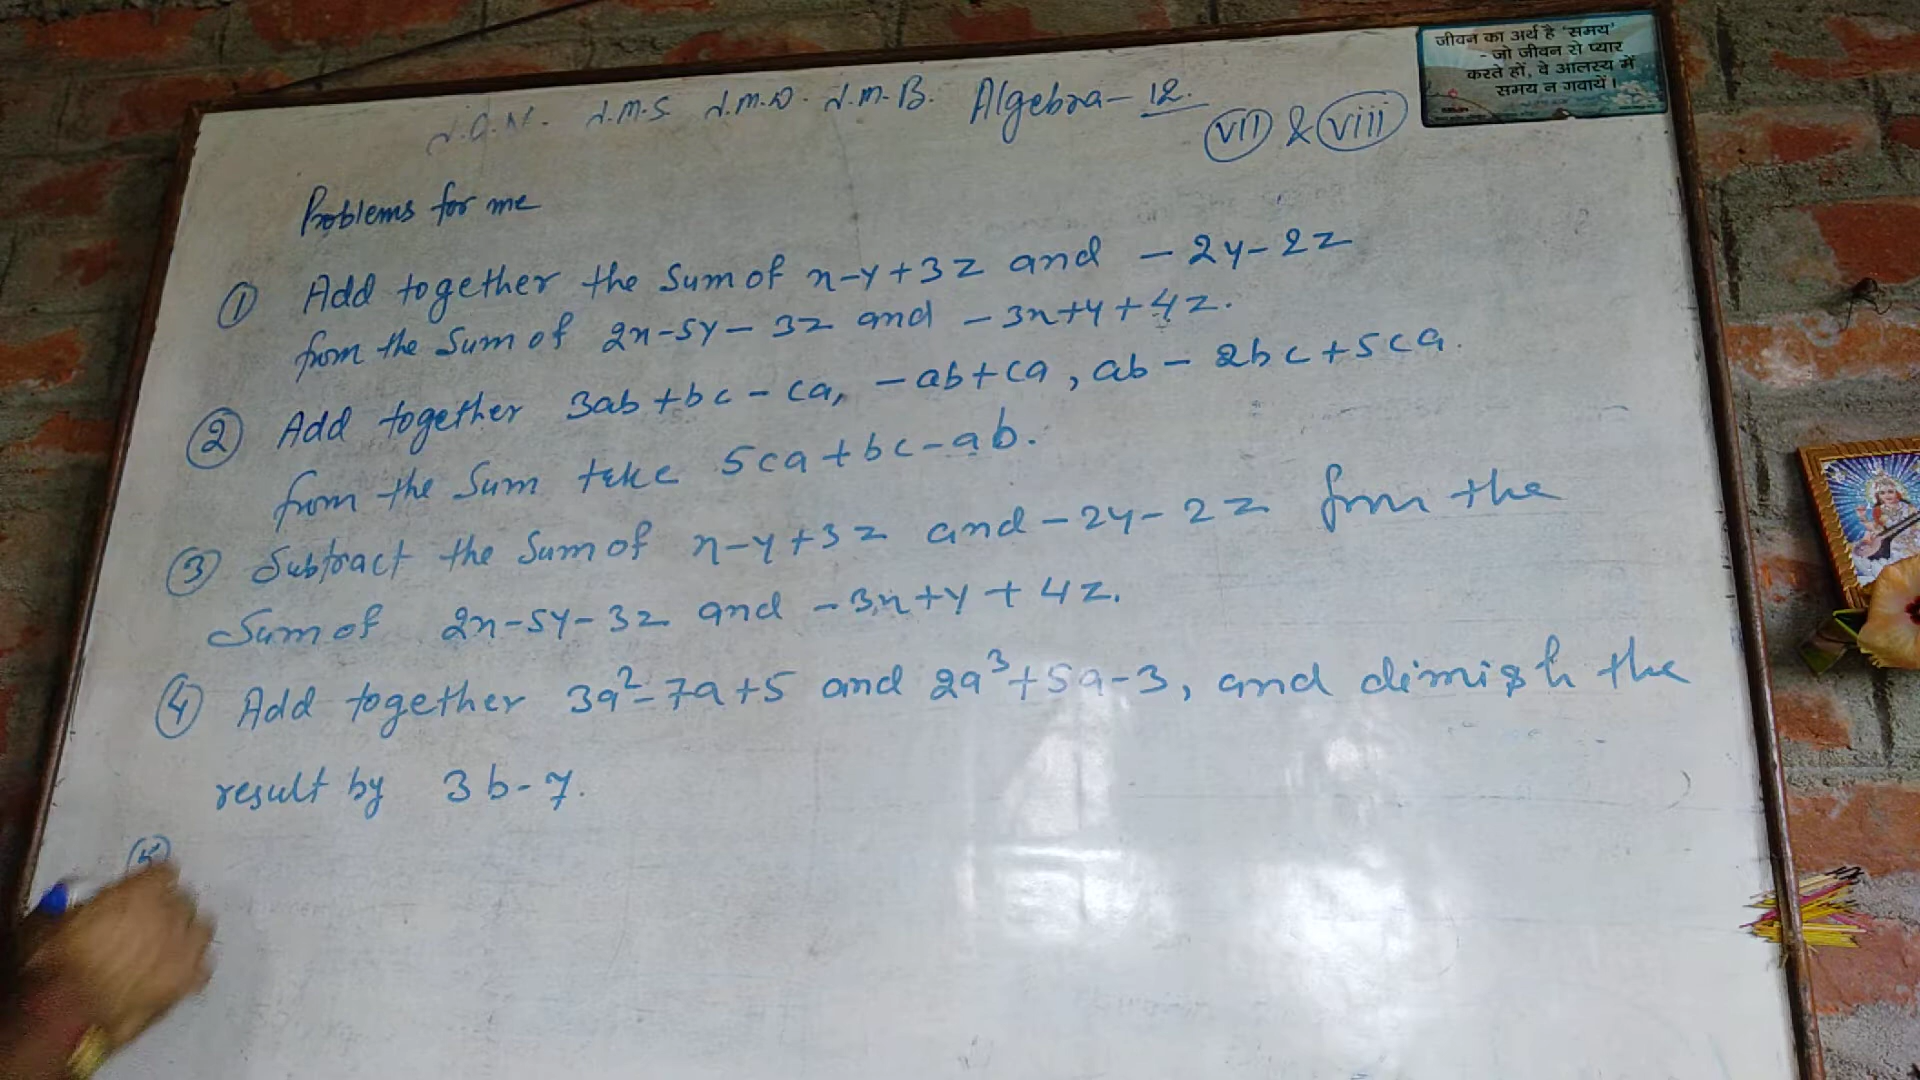 J.M.S. J.M.D. J.M.B. Algebra - 12.
VII & VIII
जीवन का अर्थ है 'समय'
- जो जीवन से प्यार
करते हों, वे आलस्य में
समय न गवायें।
Problems for me
① Add together the Sum of x-y+3z and -2y-2z
from the Sum of 2x-5y-3z and -3x+y+4z.
② Add together 3ab+bc-ca, -ab+ca, ab-2bc+5ca.
from the Sum take 5ca+bc-ab.
③ Subtract the Sum of x-y+3z and -2y-2z from the
Sum of 2x-5y-3z and -3x+y+4z.
④ Add together 3a²-7a+5 and 2a³+5a-3, and dimish the
result by 3b-7.
⑤